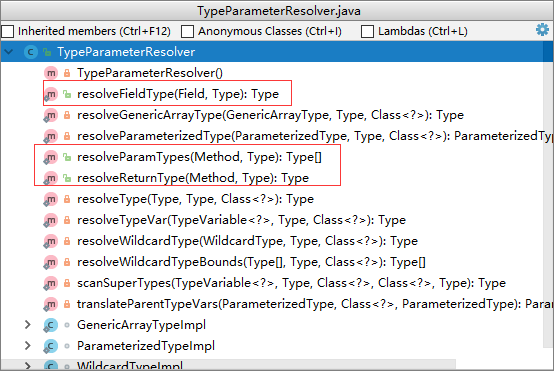 TypeParameterResolver.java
Inherited members (Ctrl+F12) Anonymous Classes (Ctrl+I) Lambdas (Ctrl+L)
TypeParameterResolver
TypeParameterResolver()
resolveFieldType(Field, Type): Type
resolveGenericArrayType(GenericArrayType, Type, Class<?>): Type
resolveParameterizedType(ParameterizedType, Type, Class<?>): ParameterizedT
resolveParamTypes(Method, Type): Type[]
resolveReturnType(Method, Type): Type
resolveType(Type, Type, Class<?>): Type
resolveTypeVar(TypeVariable<?>, Type, Class<?>): Type
resolveWildcardType(WildcardType, Type, Class<?>): Type
resolveWildcardTypeBounds(Type[], Type, Class<?>): Type[]
scanSuperTypes(TypeVariable<?>, Type, Class<?>, Class<?>, Type): Type
translateParentTypeVars(ParameterizedType, Class<?>, ParameterizedType): Param
GenericArrayTypeImpl
ParameterizedTypeImpl
WildcardTypeImpl